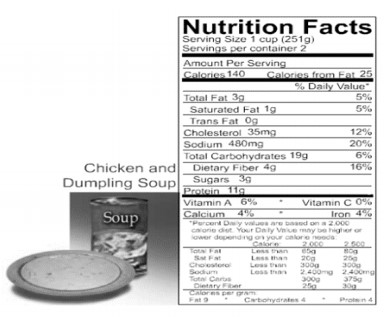 Nutrition Facts
Serving Size 1 cup (251g)
Servings per container 2
Amount Per Serving
Calories 140 Calories from Fat 25
% Daily Value*
Total Fat 3g 5%
Saturated Fat 1g 5%
Trans Fat 0g
Cholesterol 35mg 12%
Sodium 480mg 20%
Total Carbohydrates 19g 6%
Dietary Fiber 4g 16%
Sugars 3g
Protein 11g
Vitamin A 6% * Vitamin C 0%
Calcium 4% * Iron 4%
*Percent Daily values are based on a 2,000
calorie diet. Your Daily Value may be higher or
lower depending on your calorie needs:
Calorie 2,000 2,500
Total Fat Less than 65g 80g
Sat Fat Less than 20g 25g
Cholesterol Less than 300g 300g
Sodium Less than 2,400mg 2,400mg
Total Carbs 300g 375g
Dietary Fiber 25g 30g
Calories per gram:
Fat 9 * Carbohydrates 4 * Protein 4
Chicken and
Dumpling Soup
Soup